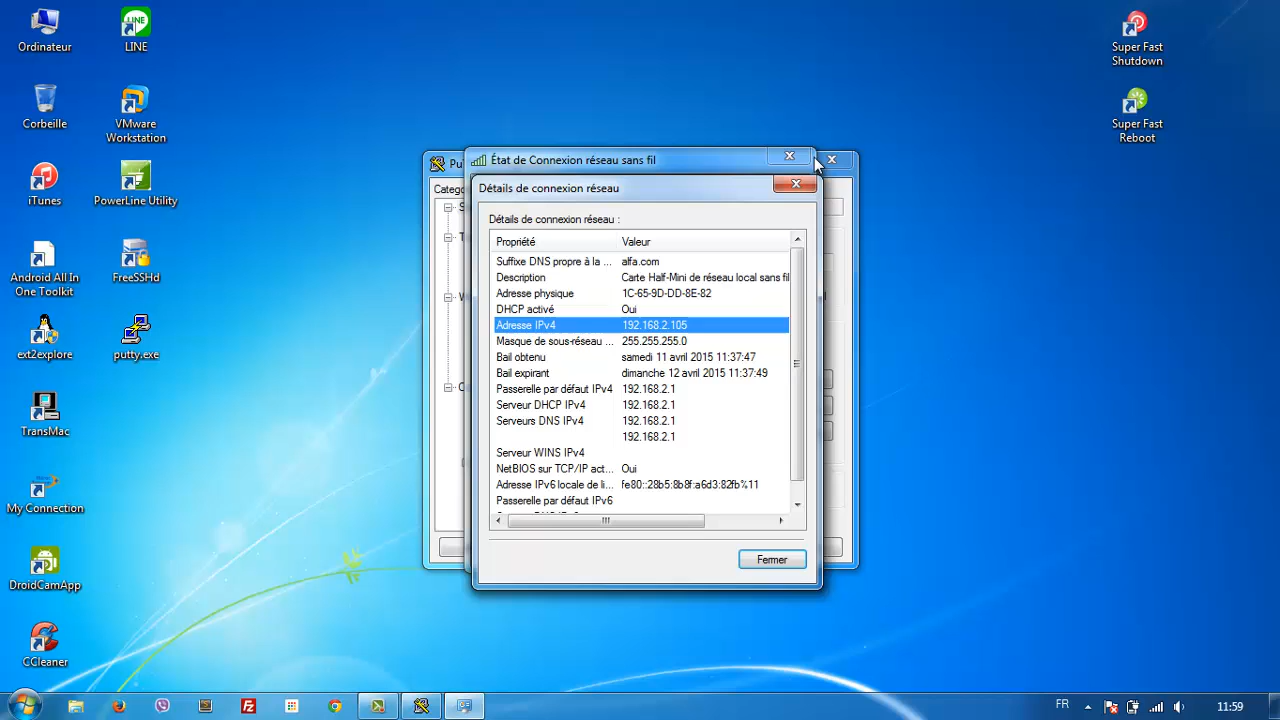 Ordinateur
LINE
Super Fast
Shutdown
Corbeille
VMware
Workstation
Super Fast
Reboot
iTunes
PowerLine Utility
Android All In
One Toolkit
FreeSSHd
ext2explore
putty.exe
TransMac
My Connection
DroidCamApp
CCleaner
Pu
État de Connexion réseau sans fil
Categ
Détails de connexion réseau
Détails de connexion réseau :
Propriété Valeur
Suffixe DNS propre à la ... alfa.com
Description Carte Half-Mini de réseau local sans fil
Adresse physique 1C-65-9D-DD-8E-82
DHCP activé Oui
Adresse IPv4 192.168.2.105
Masque de sous-réseau ... 255.255.255.0
Bail obtenu samedi 11 avril 2015 11:37:47
Bail expirant dimanche 12 avril 2015 11:37:49
Passerelle par défaut IPv4 192.168.2.1
Serveur DHCP IPv4 192.168.2.1
Serveurs DNS IPv4 192.168.2.1
192.168.2.1
Serveur WINS IPv4
NetBIOS sur TCP/IP act... Oui
Adresse IPv6 locale de li... fe80::28b5:8b8f:a6d3:82fb%11
Passerelle par défaut IPv6
Fermer
FR
11:59